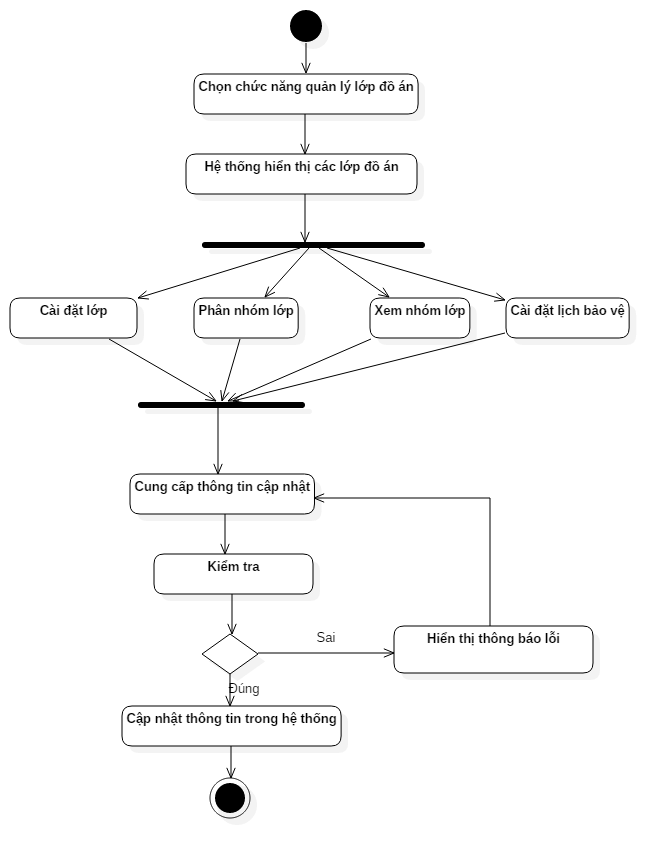 Chọn chức năng quản lý lớp đồ án
Hệ thống hiển thị các lớp đồ án
Cài đặt lớp
Phân nhóm lớp
Xem nhóm lớp
Cài đặt lịch bảo vệ
Cung cấp thông tin cập nhật
Kiểm tra
Sai
Hiển thị thông báo lỗi
Đúng
Cập nhật thông tin trong hệ thống